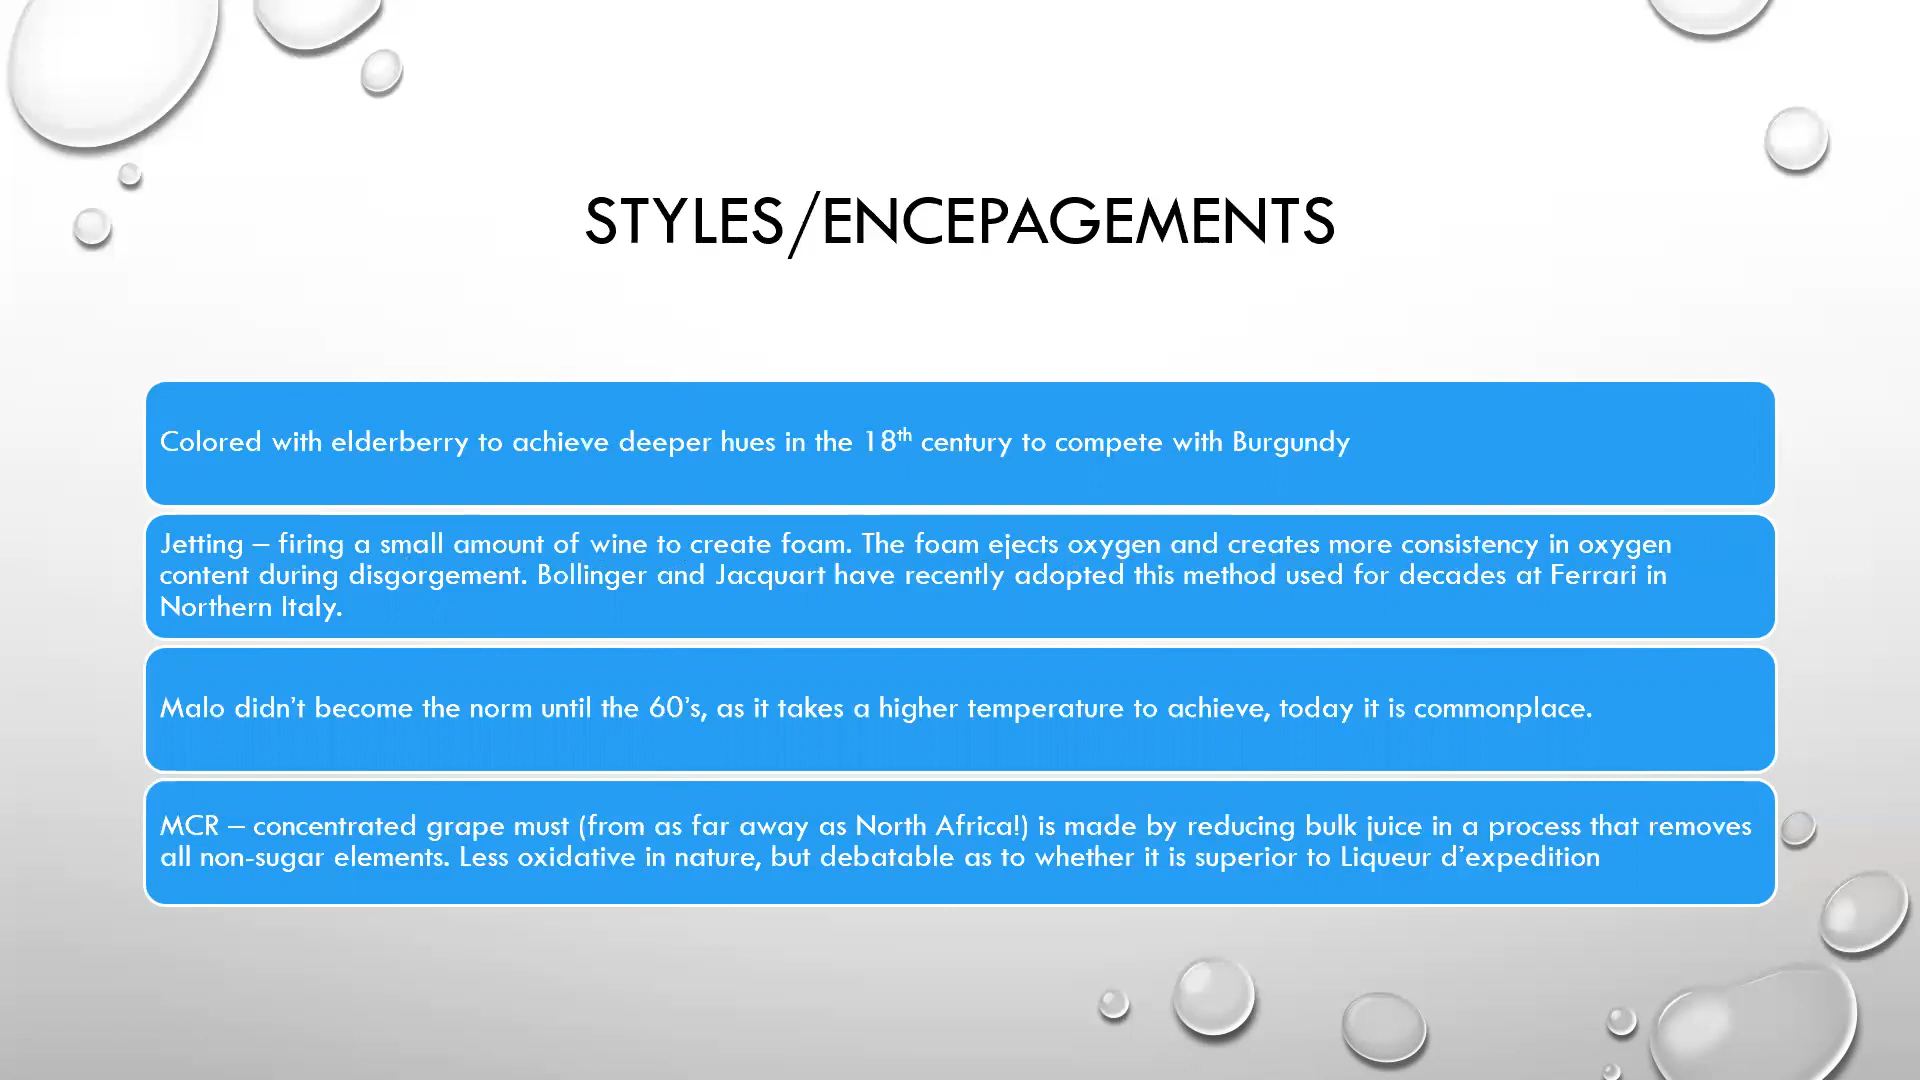 STYLES/ENCEPAGEMENTS
Colored with elderberry to achieve deeper hues in the 18th century to compete with Burgundy
Jetting – firing a small amount of wine to create foam. The foam ejects oxygen and creates more consistency in oxygen
content during disgorgement. Bollinger and Jacquart have recently adopted this method used for decades at Ferrari in
Northern Italy.
Malo didn’t become the norm until the 60’s, as it takes a higher temperature to achieve, today it is commonplace.
MCR – concentrated grape must (from as far away as North Africa!) is made by reducing bulk juice in a process that removes
all non-sugar elements. Less oxidative in nature, but debatable as to whether it is superior to Liqueur d’expedition